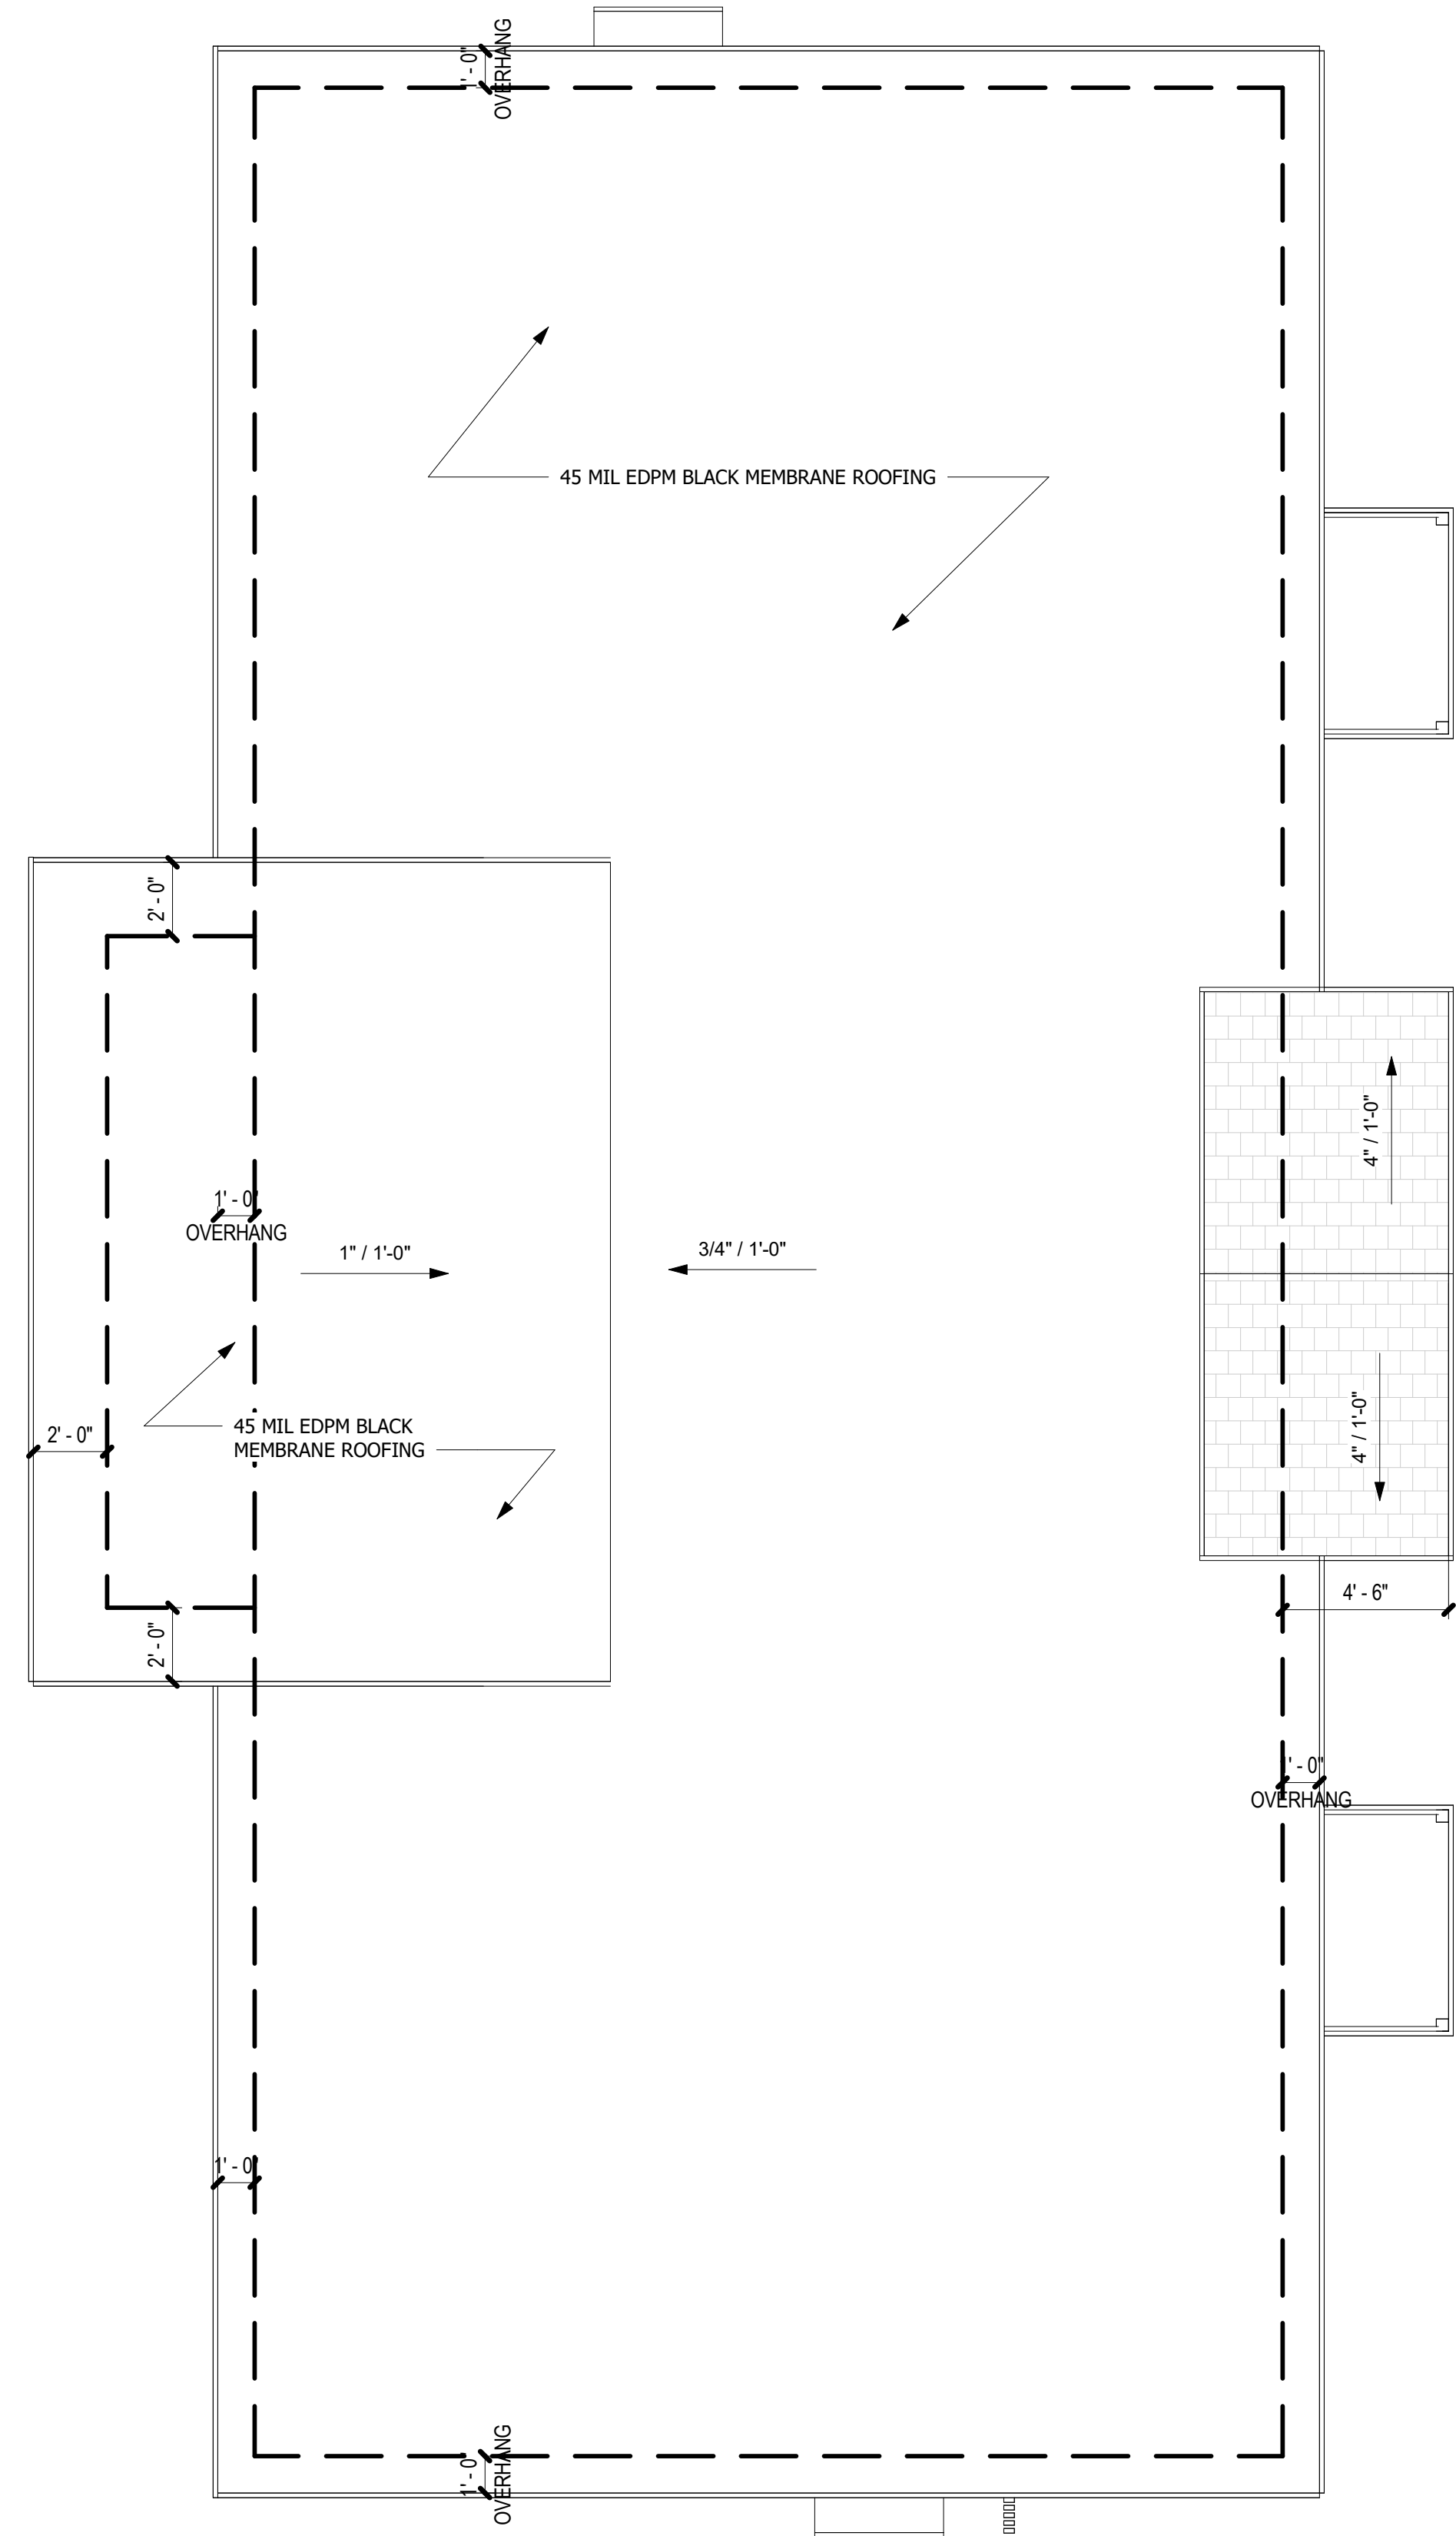 1' - 0"
OVERHANG
45 MIL EDPM BLACK MEMBRANE ROOFING
2' - 0"
4" / 1'-0"
1' - 0"
OVERHANG
1" / 1'-0"
3/4" / 1'-0"
4" / 1'-0"
45 MIL EDPM BLACK
MEMBRANE ROOFING
2' - 0"
4' - 6"
2' - 0"
1' - 0"
OVERHANG
1' - 0"
1' - 0"
OVERHANG